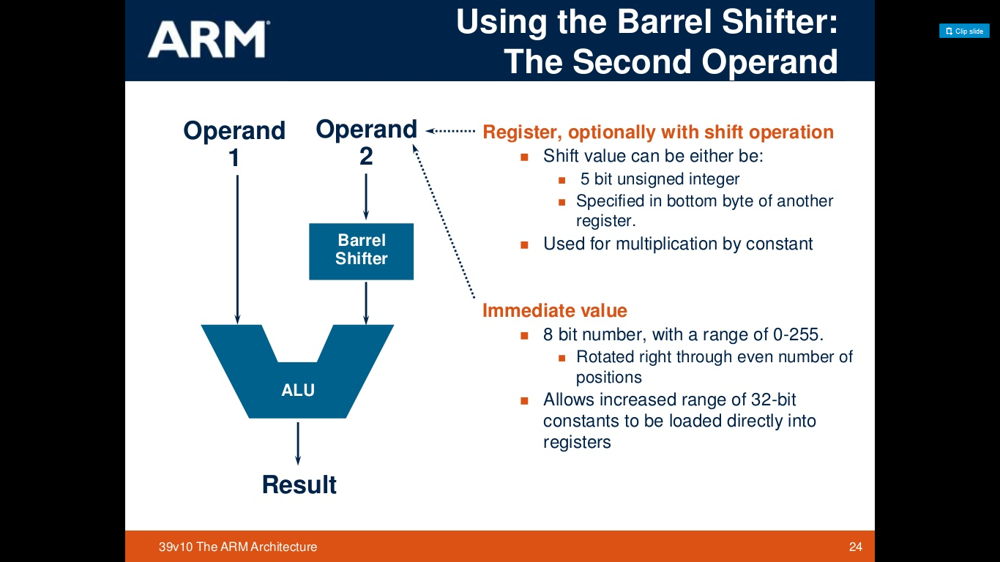 ARM®
Using the Barrel Shifter:
The Second Operand
Clip slide
Operand
1
Operand
2
Barrel
Shifter
ALU
Result
Register, optionally with shift operation
Shift value can be either be:
5 bit unsigned integer
Specified in bottom byte of another
register.
Used for multiplication by constant
Immediate value
8 bit number, with a range of 0-255.
Rotated right through even number of
positions
Allows increased range of 32-bit
constants to be loaded directly into
registers
39v10 The ARM Architecture
24